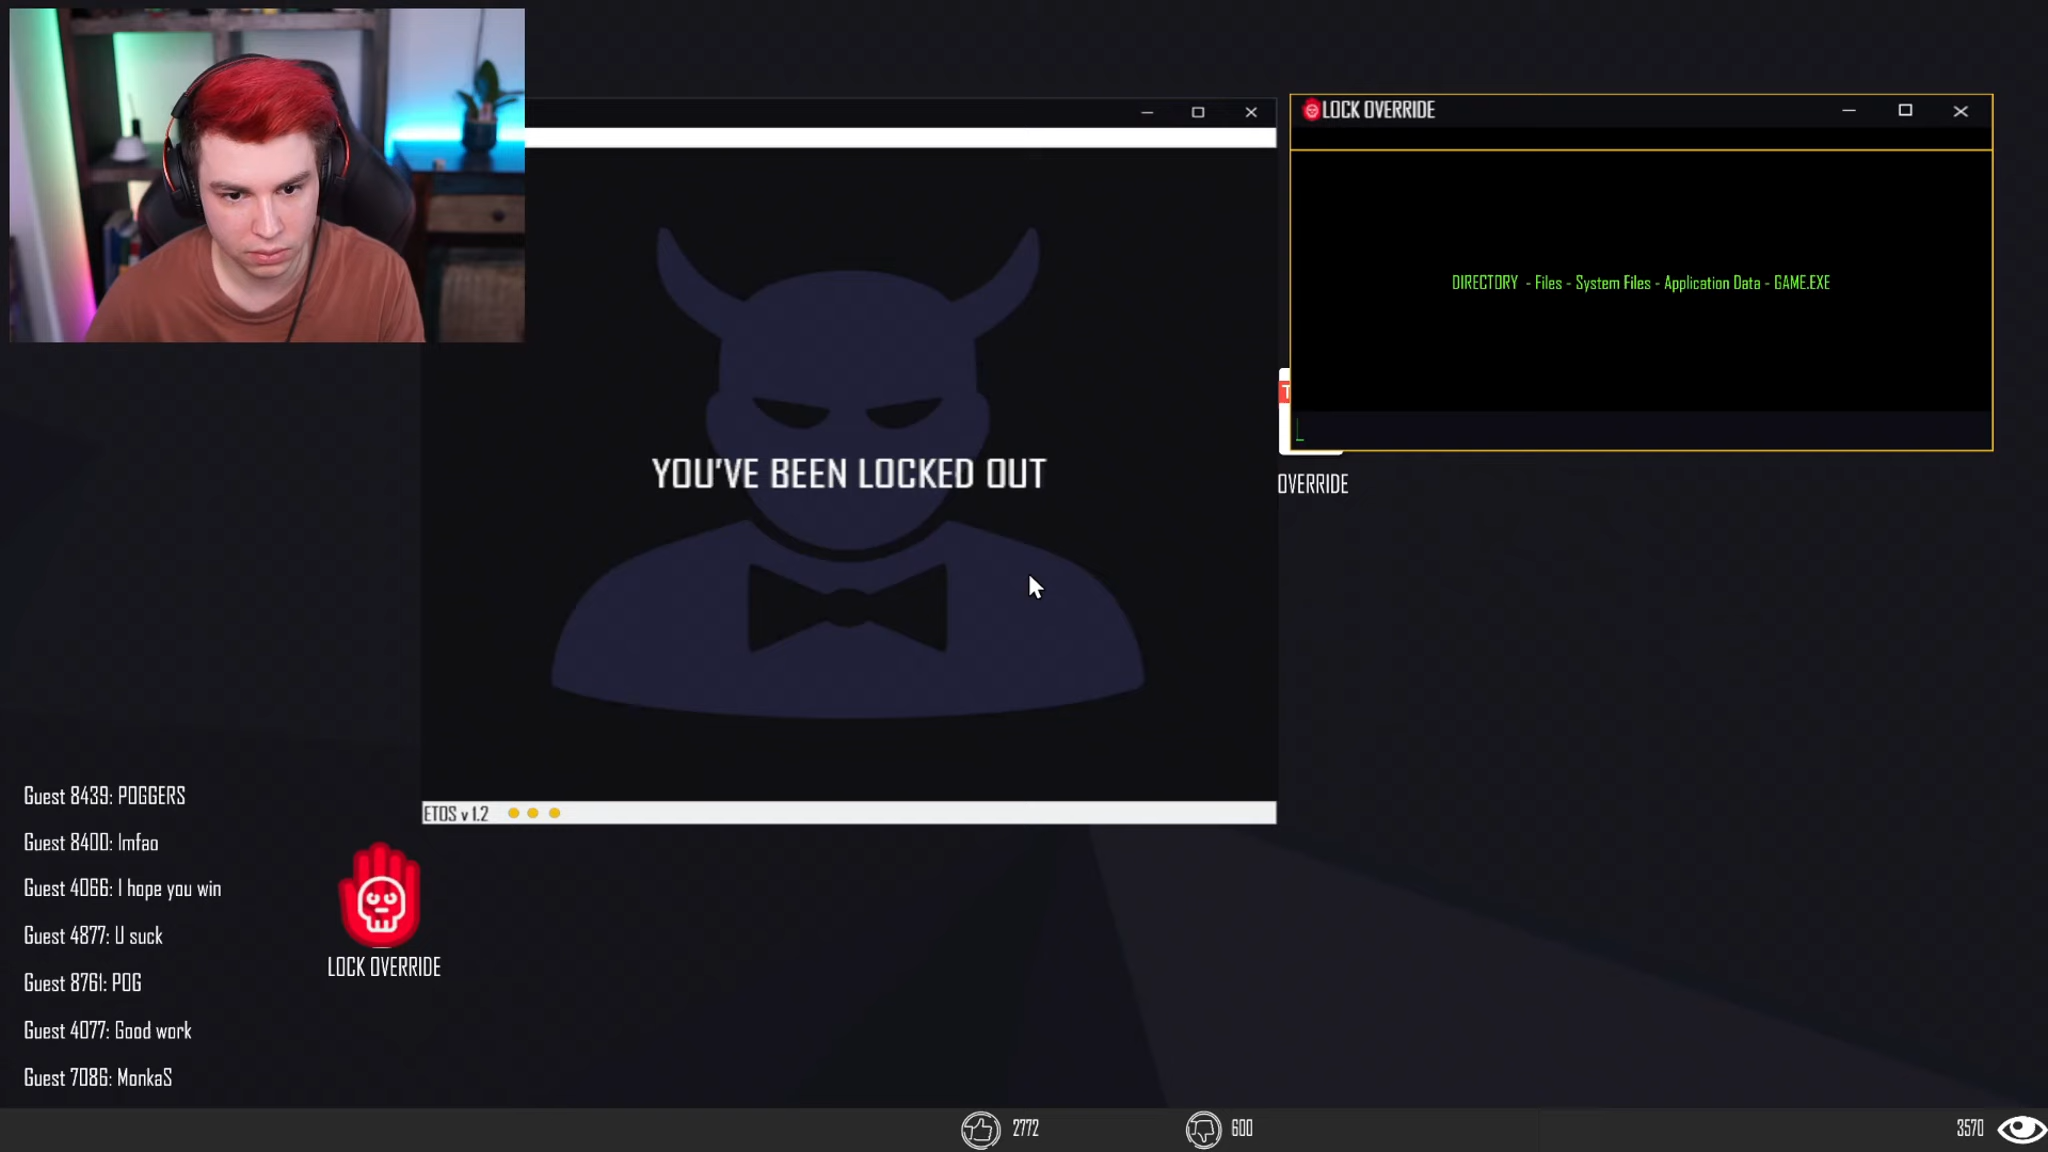 LOCK OVERRIDE
DIRECTORY - Files - System Files - Application Data - GAME.EXE
T
OVERRIDE
YOU'VE BEEN LOCKED OUT
ETOS v 1.2
Guest 8439: POGGERS
Guest 8400: lmfao
Guest 4066: I hope you win
Guest 4877: U suck
Guest 8761: POG
Guest 4077: Good work
Guest 7086: MonkaS
LOCK OVERRIDE
2772
600
3570